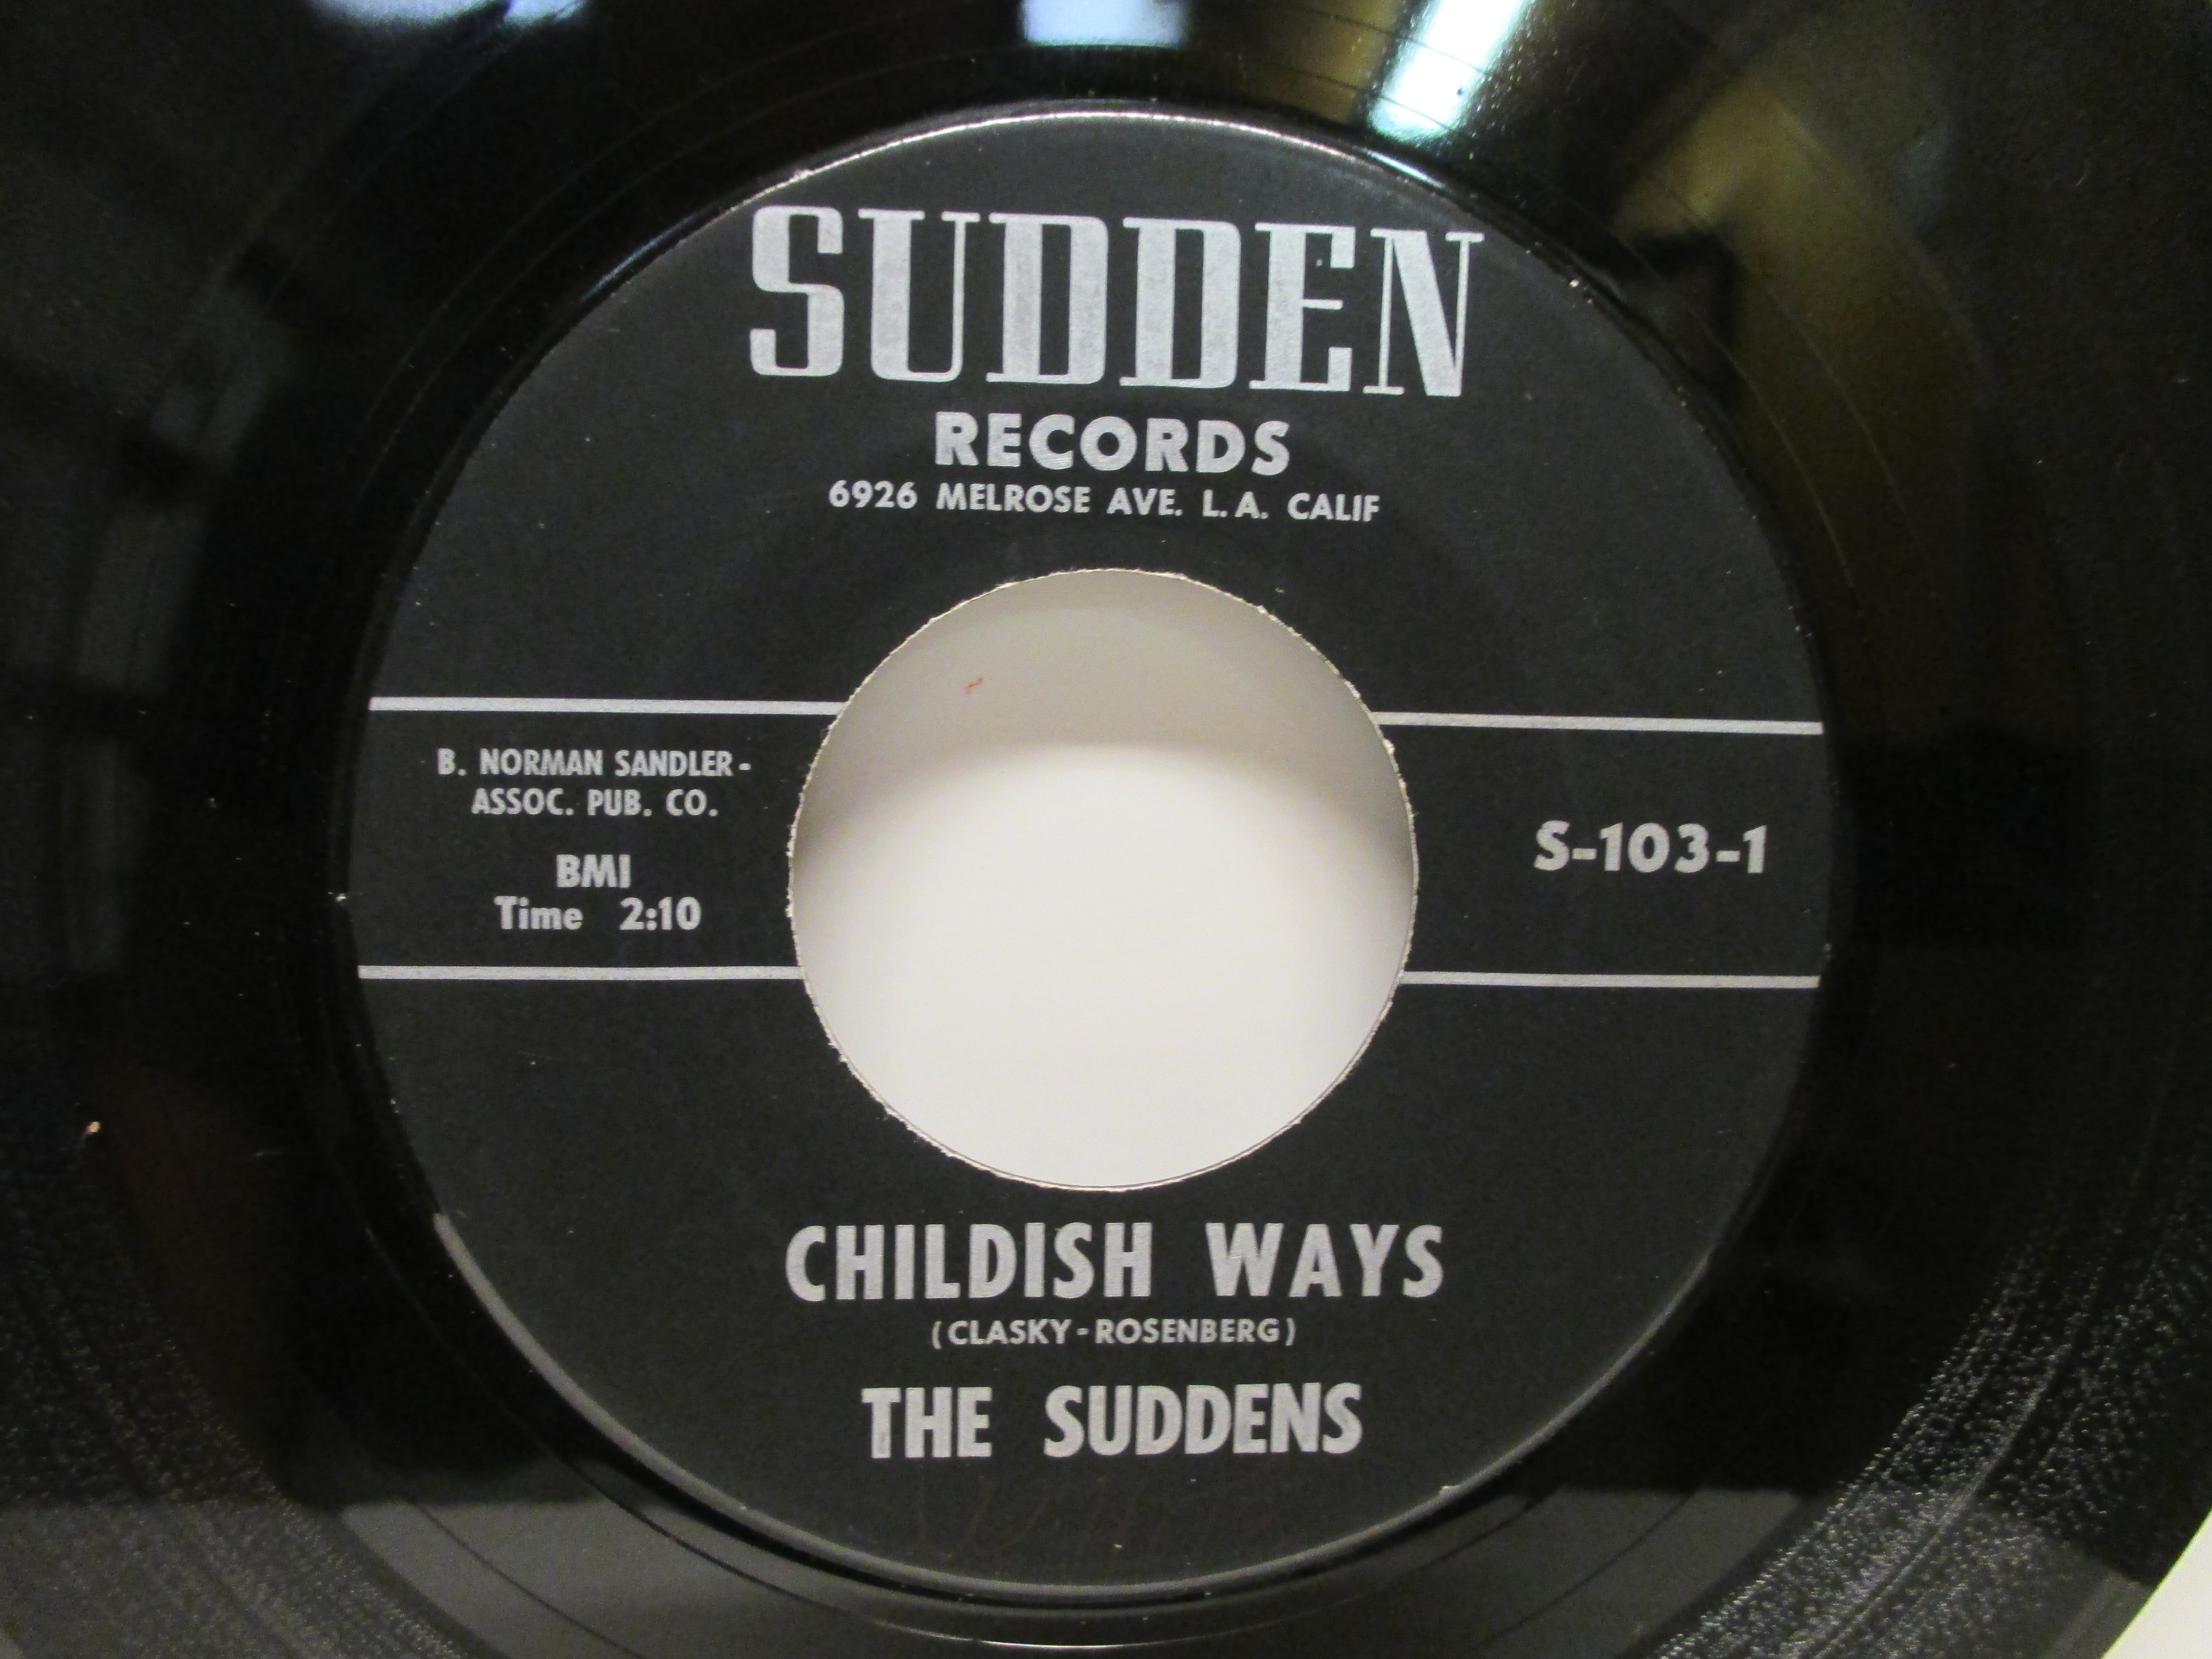 SUDDEN
RECORDS
6926 MELROSE AVE. L.A. CALIF
B. NORMAN SANDLER-
ASSOC. PUB. CO.
BMI
Time 2:10
S-103-1
CHILDISH WAYS
(CLASKY-ROSENBERG)
THE SUDDENS